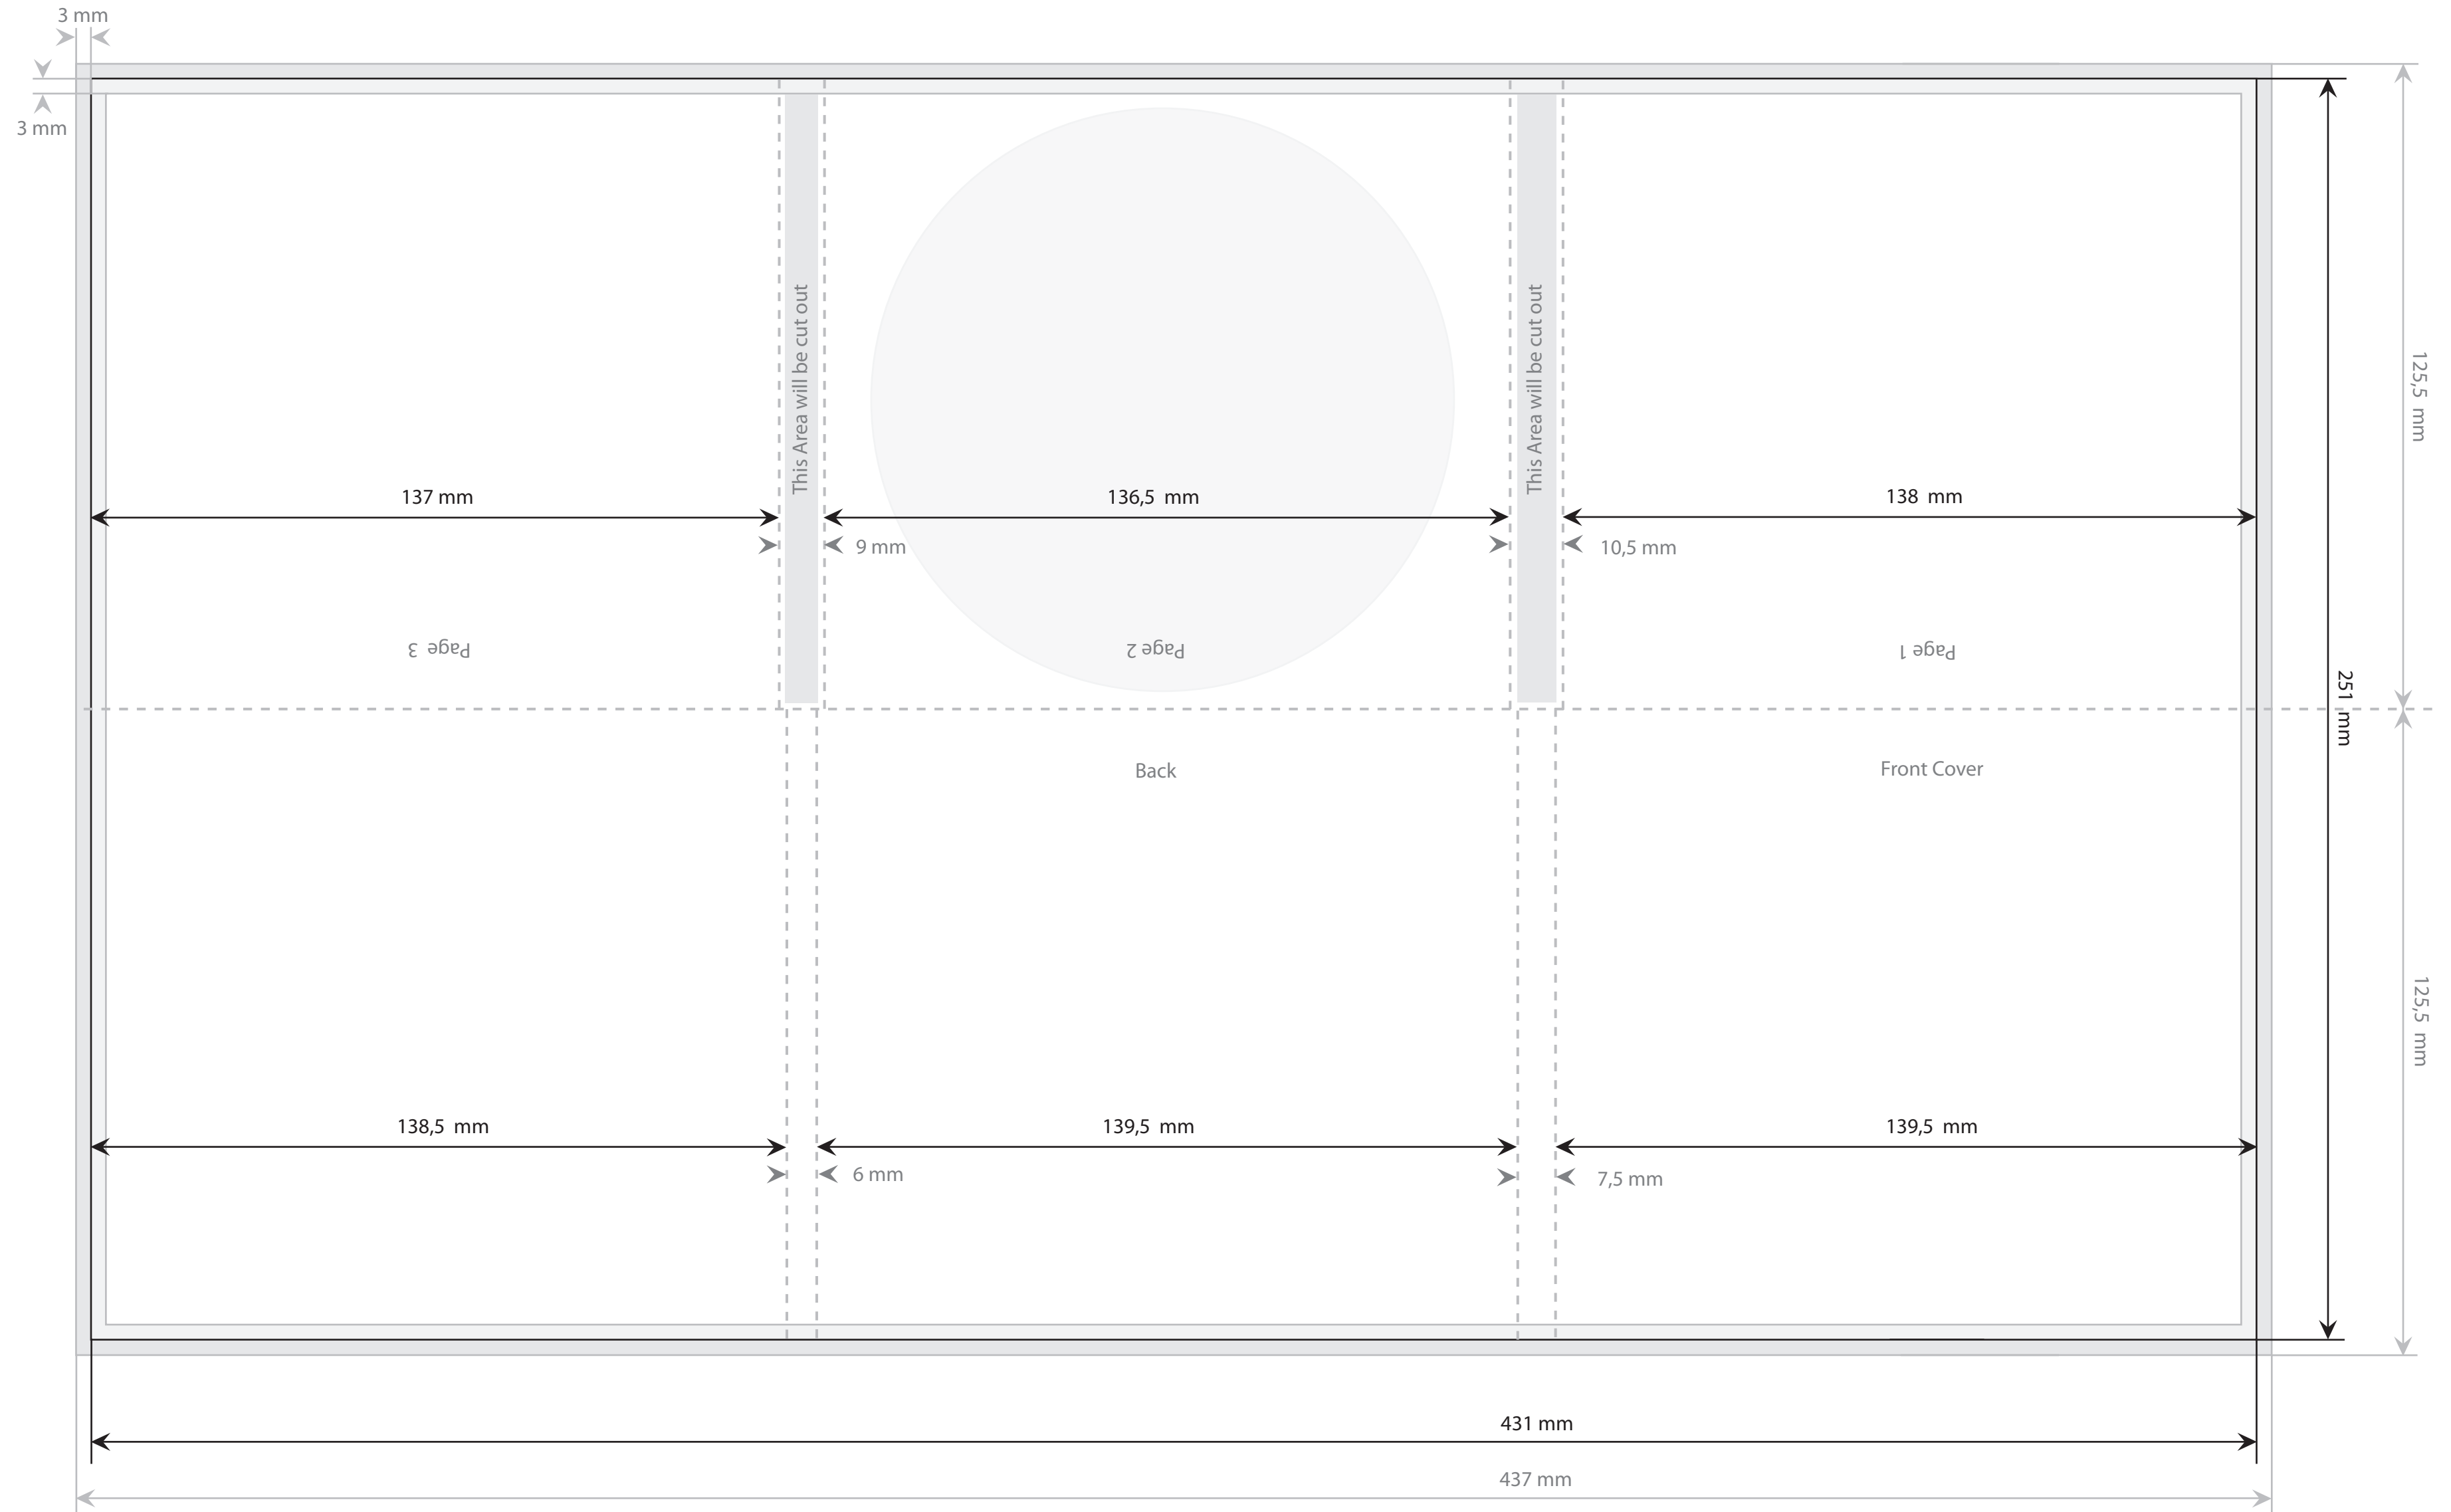 3 mm
3 mm
This Area will be cut out
This Area will be cut out
125,5 mm
137 mm
136,5 mm
138 mm
9 mm
10,5 mm
Page 3
Page 2
Page 1
251 mm
Back
Front Cover
125,5 mm
138,5 mm
139,5 mm
139,5 mm
6 mm
7,5 mm
431 mm
437 mm